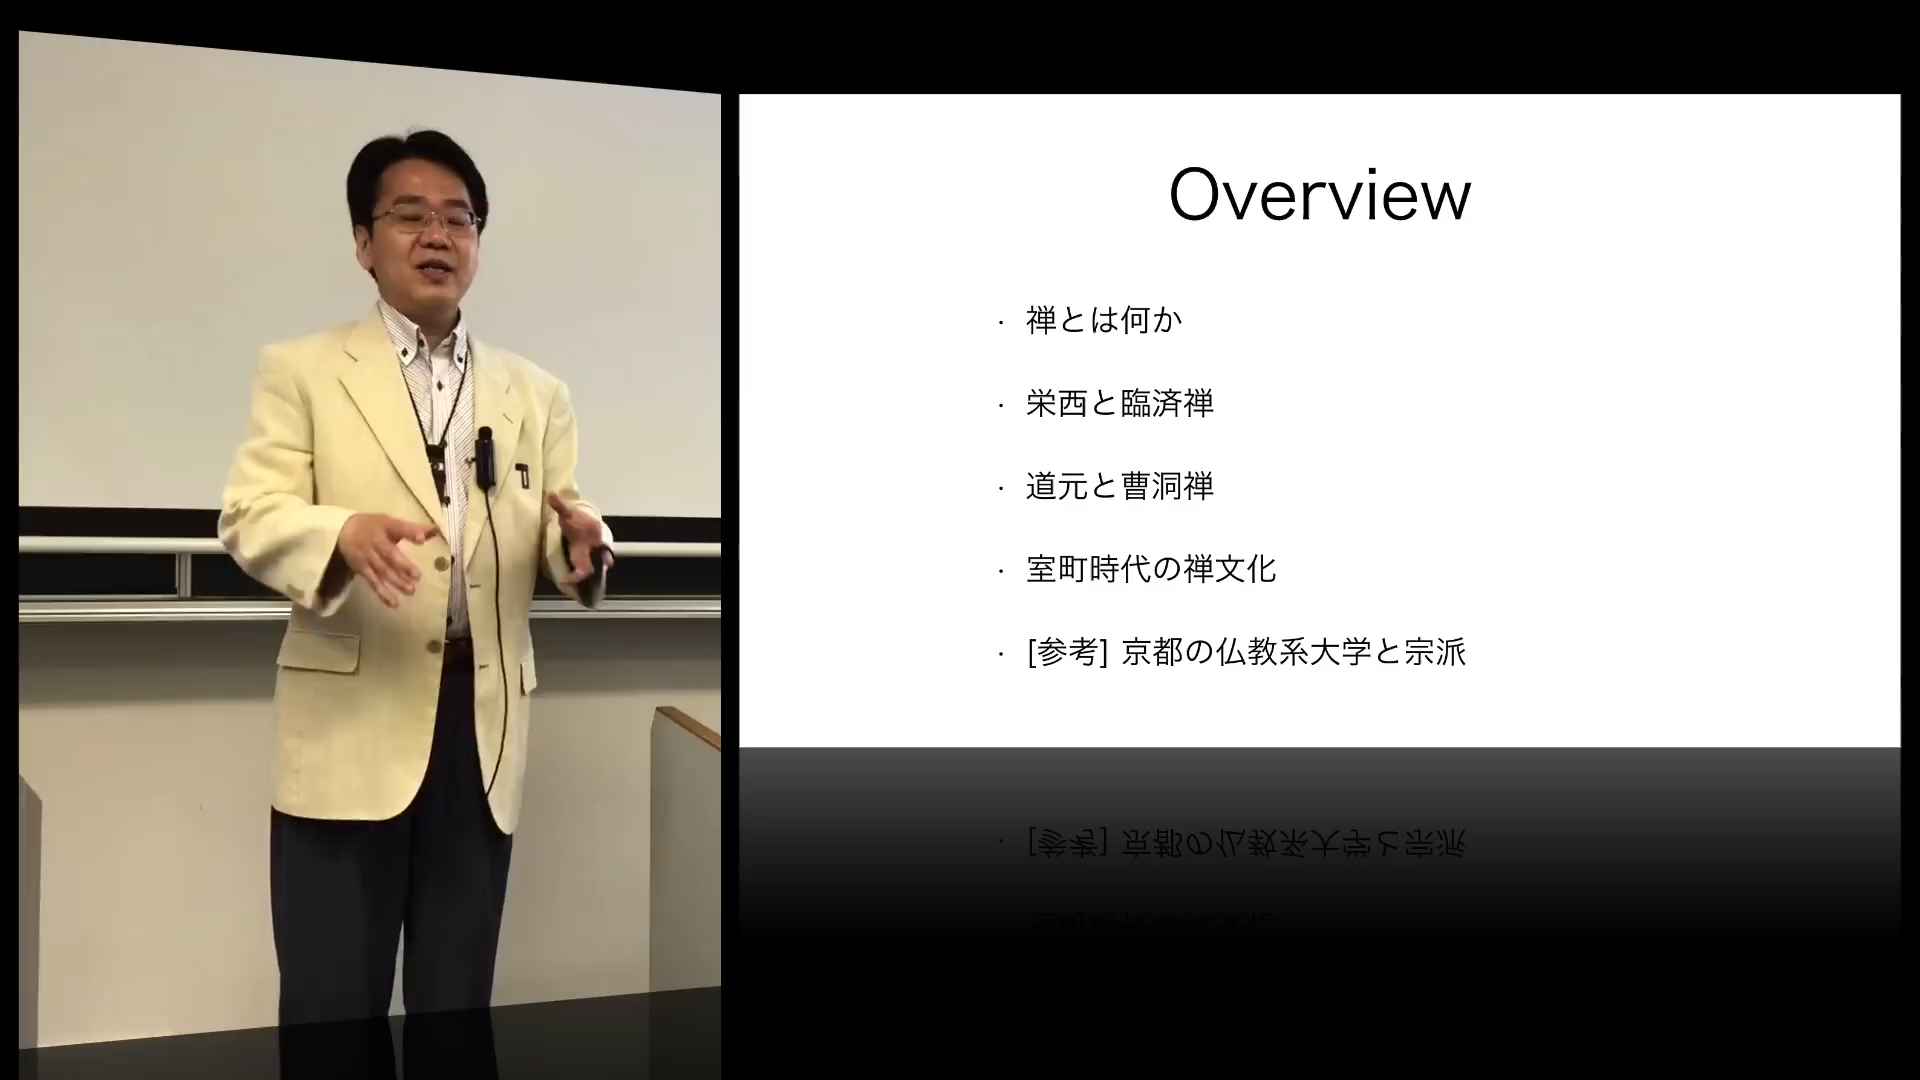 Overview
・ 禅とは何か
・ 栄西と臨済禅
・ 道元と曹洞禅
・ 室町時代の禅文化
・ [参考] 京都の仏教系大学と宗派